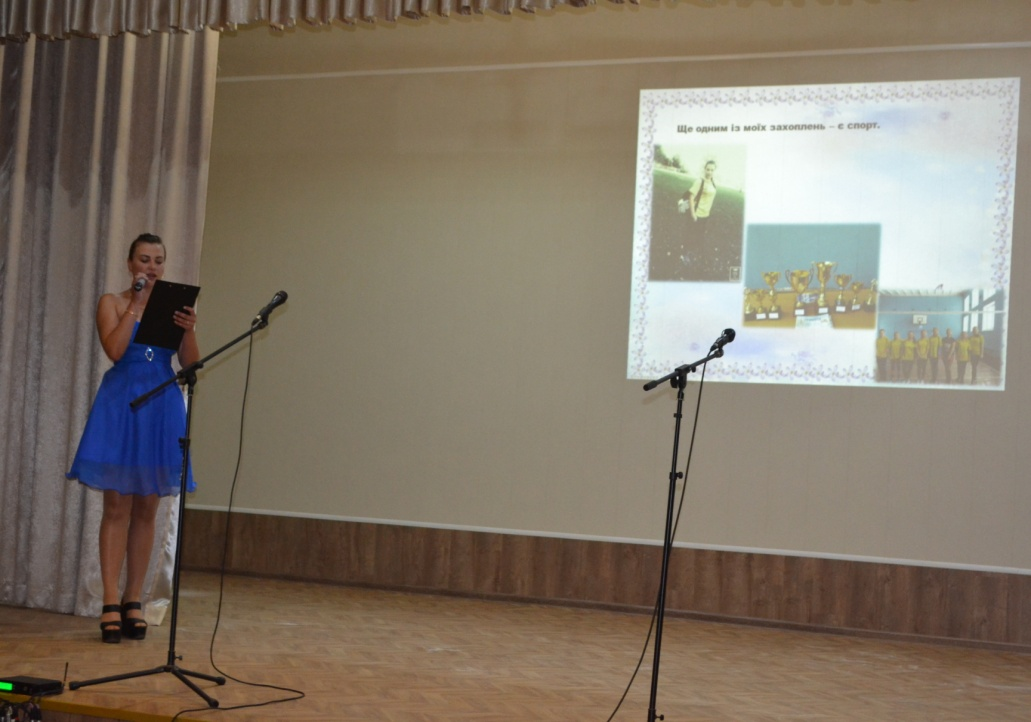 Ще одним із моїх захоплень – є спорт.